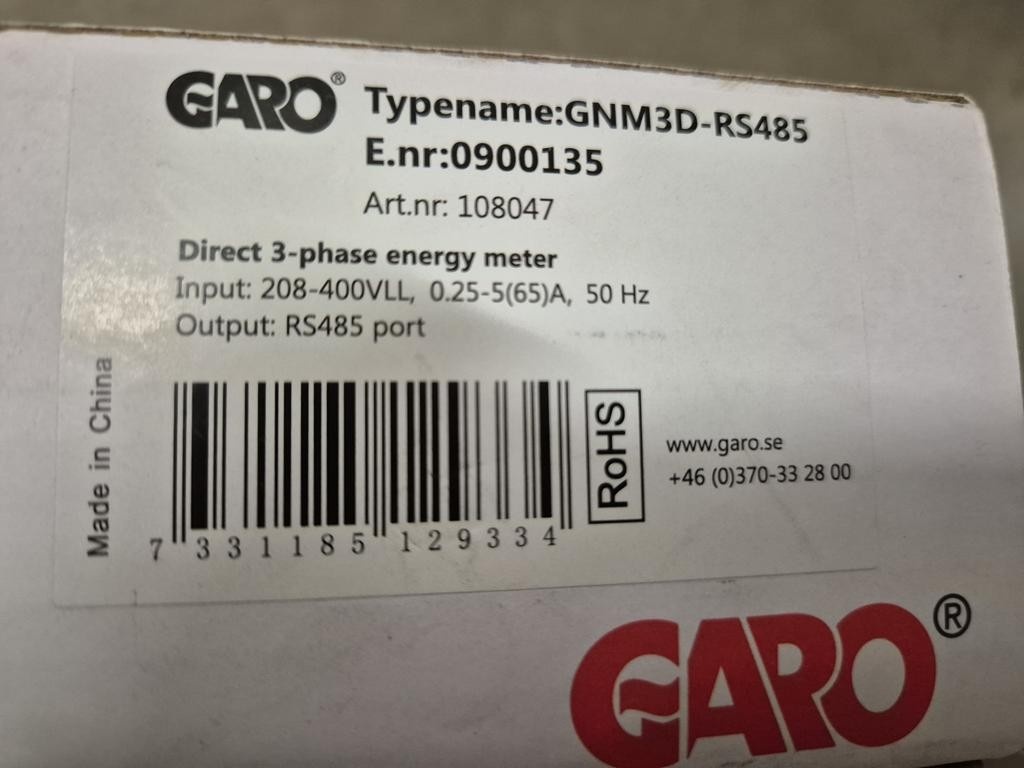 GARO®
Typename:GNM3D-RS485
E.nr:0900135
Art.nr: 108047
Direct 3-phase energy meter
Input: 208-400VLL, 0.25-5(65)A, 50 Hz
Output: RS485 port
Made in China
7 331185 129334
RoHS
www.garo.se
+46 (0)370-33 28 00
GARO®